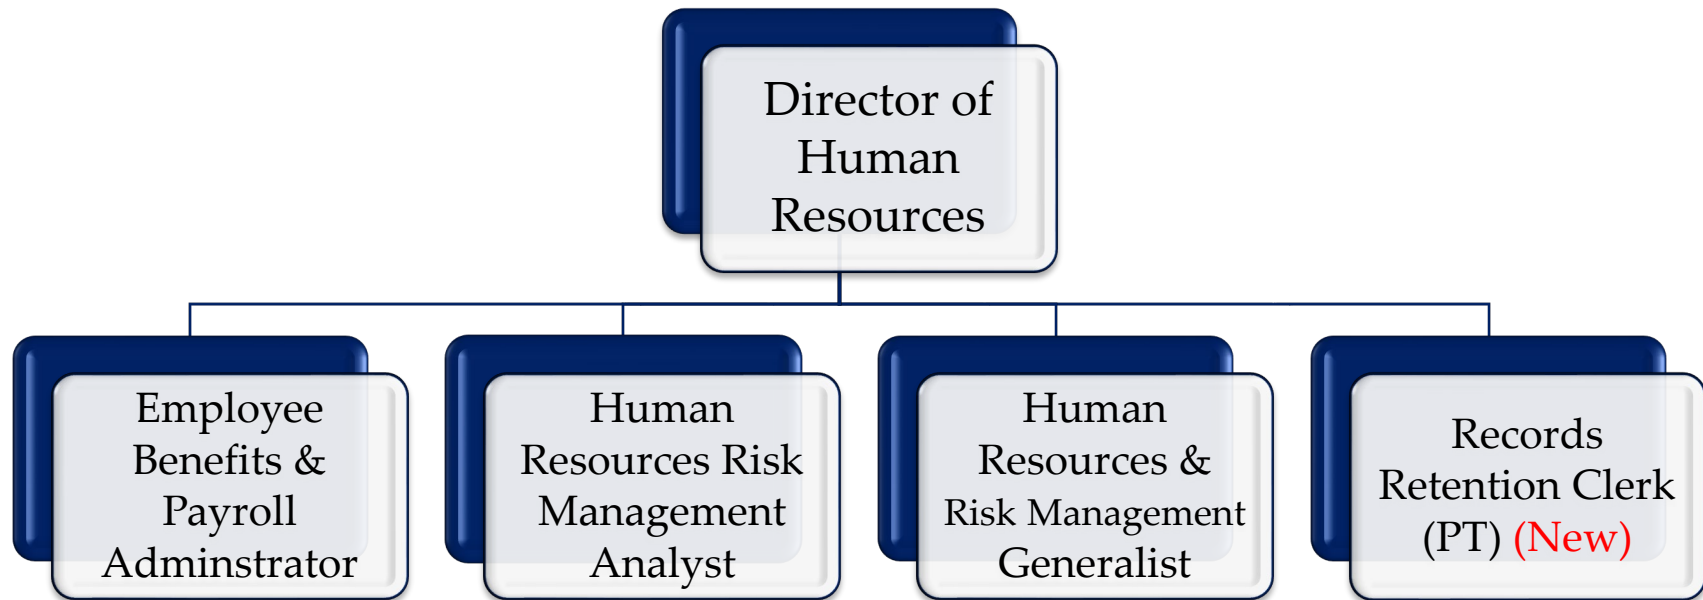 Director of
Human
Resources
Employee
Benefits &
Payroll
Adminstrator
Human
Resources Risk
Management
Analyst
Human
Resources &
Risk Management
Generalist
Records
Retention Clerk
(PT) (New)